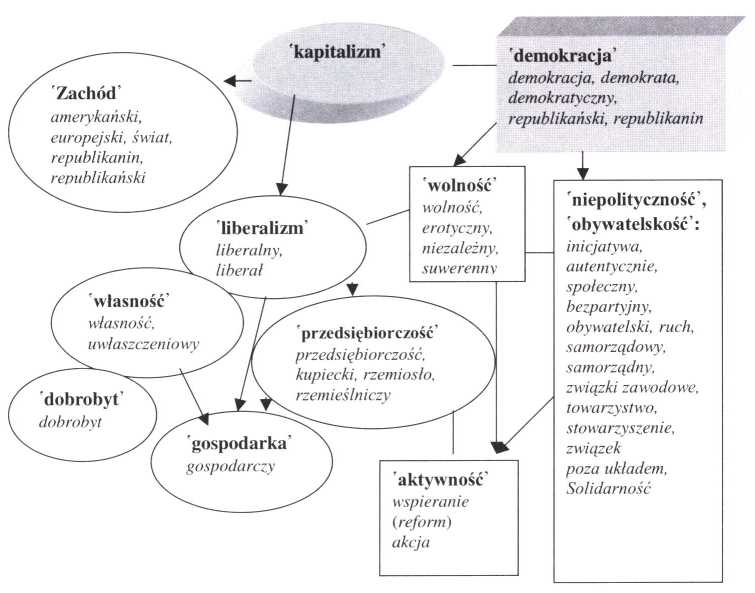 'kapitalizm'
'demokracja'
demokracja, demokrata,
demokratyczny,
republikański, republikanin
'Zachód'
amerykański,
europejski, świat,
republikanin,
republikański
'wolność'
wolność,
erotyczny,
niezależny,
suwerenny
'niepolityczność',
'obywatelskość':
inicjatywa,
autentycznie,
społeczny,
bezpartyjny,
obywatelski, ruch,
samorządowy,
samorządny,
związki zawodowe,
towarzystwo,
stowarzyszenie,
związek
poza układem,
Solidarność
'liberalizm'
liberalny,
liberał
'własność'
własność,
uwłaszczeniowy
'przedsiębiorczość'
przedsiębiorczość,
kupiecki, rzemiosło,
rzemieślniczy
'dobrobyt'
dobrobyt
'gospodarka'
gospodarczy
'aktywność'
wspieranie
(reform)
akcja